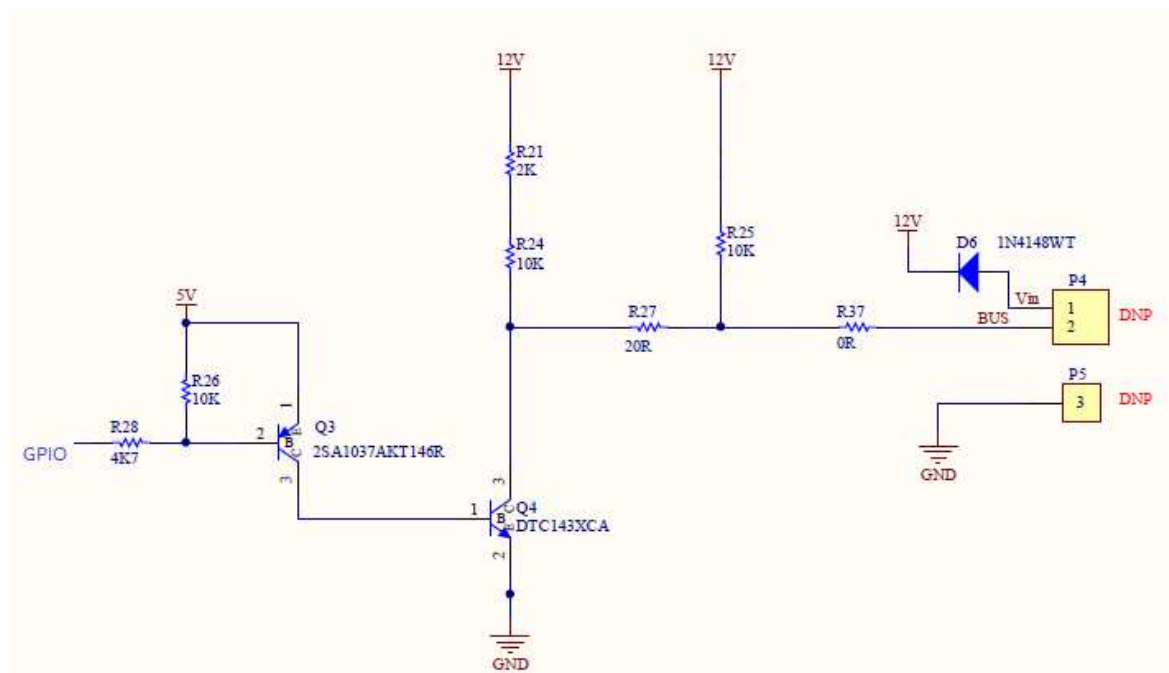 12V
12V
R21
2K
R24
10K
R25
10K
12V
D6
1N4148WT
P4
Vin
1
BUS
2
DNP
R27
20R
R37
0R
P5
3
DNP
GND
5V
R26
10K
R28
4K7
GPIO
1
E
2
B
C
3
Q3
2SA1037AKT146R
3
C
1
B
E
2
Q4
DTC143XCA
GND